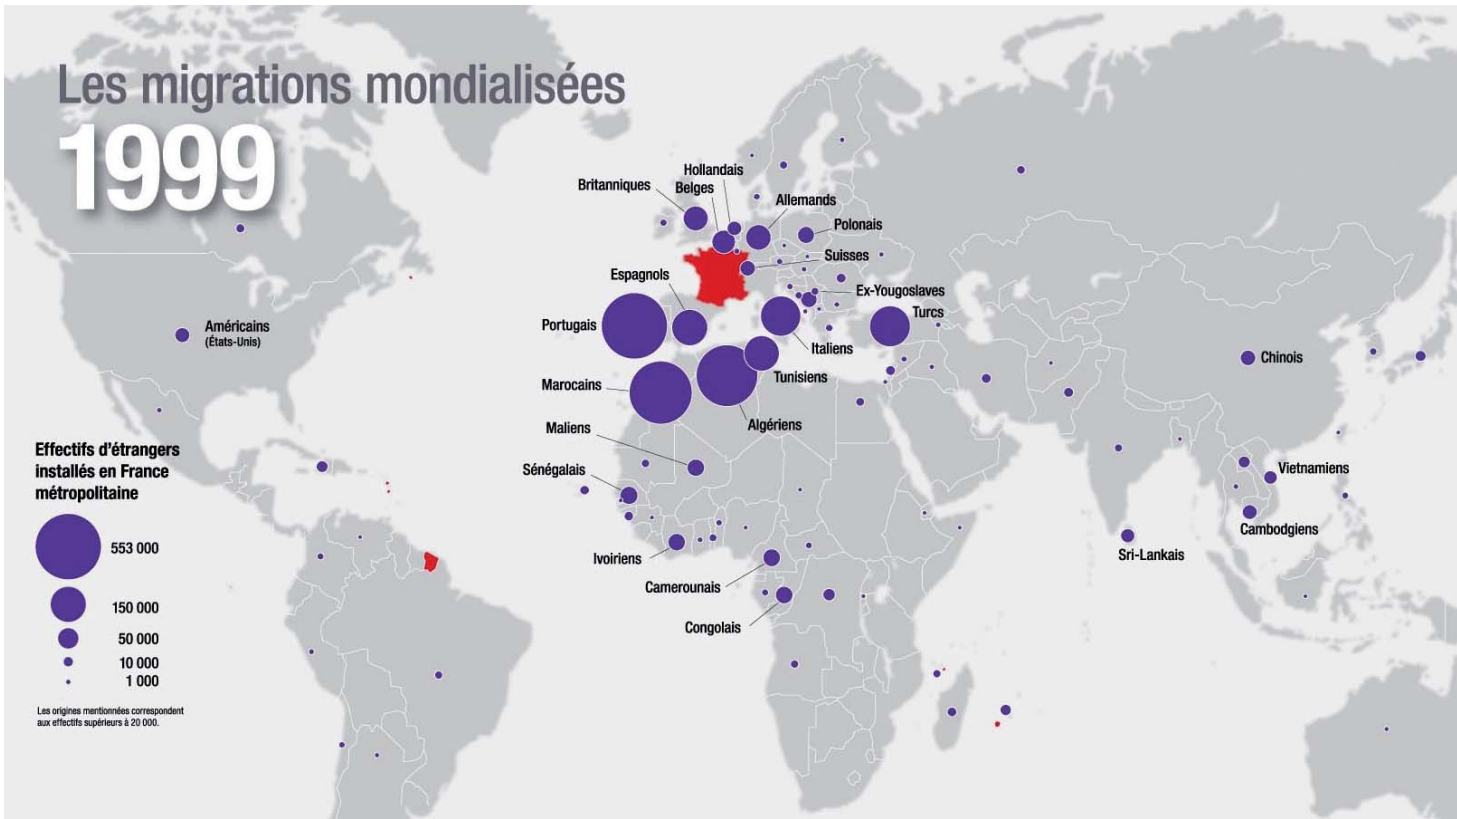 Les migrations mondialisées
1999
Hollandais
Britanniques
Belges
Allemands
Polonais
Suisses
Espagnols
Ex-Yougoslaves
Turcs
Portugais
Italiens
Américains
(États-Unis)
Chinois
Marocains
Tunisiens
Algériens
Maliens
Sénégalais
Vietnamiens
Cambodgiens
Sri-Lankais
Ivoiriens
Camerounais
Congolais
Effectifs d'étrangers
installés en France
métropolitaine
553 000
150 000
50 000
10 000
1 000
Les origines mentionnées correspondent
aux effectifs supérieurs à 20 000.